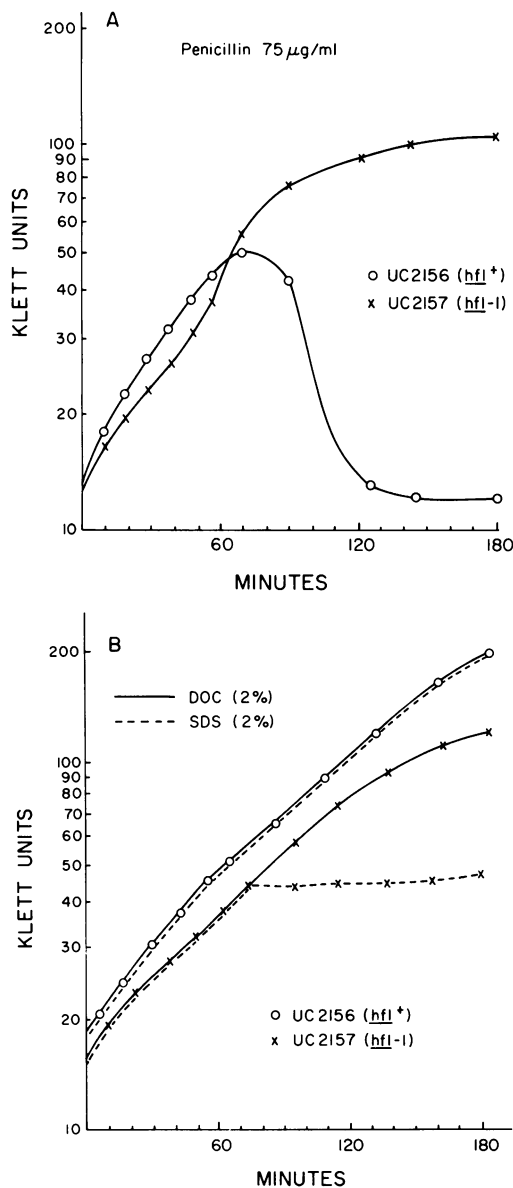 A
Penicillin 75 µg/ml
200
100
90
80
70
60
50
40
30
20
10
KLETT UNITS
○ UC2156 (hfl+)
x UC2157 (hfl-1)
60
120
180
MINUTES
B
200
DOC (2%)
SDS (2%)
100
90
80
70
60
50
40
30
20
10
KLETT UNITS
○ UC2156 (hfl+)
x UC2157 (hfl-1)
60
120
180
MINUTES